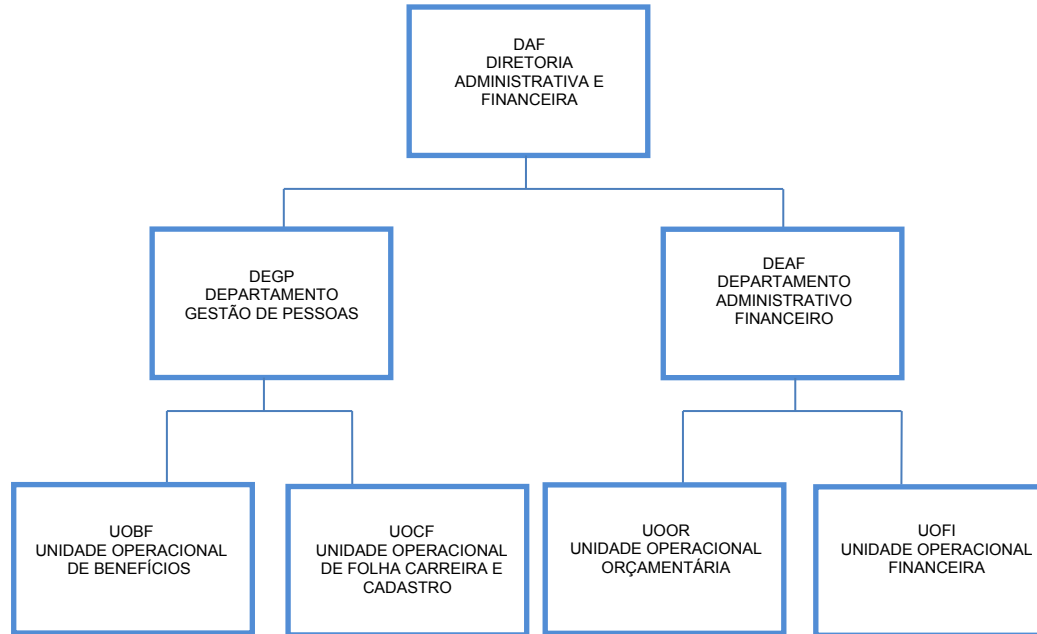 DAF
DIRETORIA
ADMINISTRATIVA E
FINANCEIRA
DEGP
DEPARTAMENTO
GESTÃO DE PESSOAS
DEAF
DEPARTAMENTO
ADMINISTRATIVO
FINANCEIRO
UOBF
UNIDADE OPERACIONAL
DE BENEFÍCIOS
UOCF
UNIDADE OPERACIONAL
DE FOLHA CARREIRA E
CADASTRO
UOOR
UNIDADE OPERACIONAL
ORÇAMENTÁRIA
UOFI
UNIDADE OPERACIONAL
FINANCEIRA